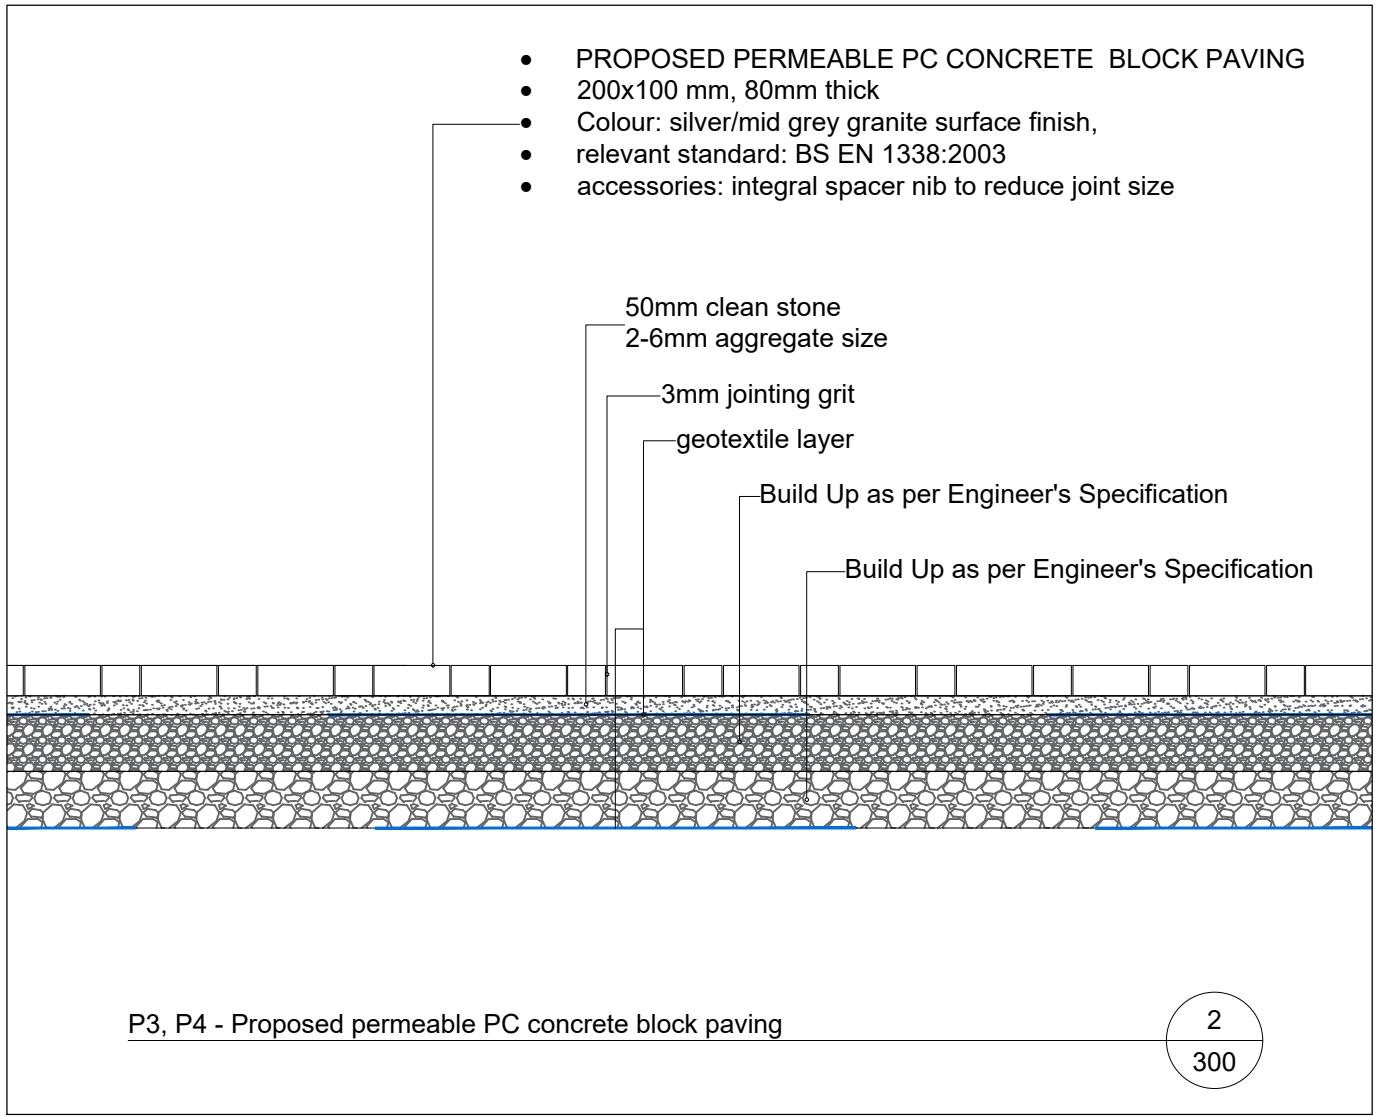 PROPOSED PERMEABLE PC CONCRETE BLOCK PAVING
200x100 mm, 80mm thick
Colour: silver/mid grey granite surface finish,
relevant standard: BS EN 1338:2003
accessories: integral spacer nib to reduce joint size
50mm clean stone
2-6mm aggregate size
3mm jointing grit
geotextile layer
Build Up as per Engineer's Specification
Build Up as per Engineer's Specification
P3, P4 - Proposed permeable PC concrete block paving
2
300